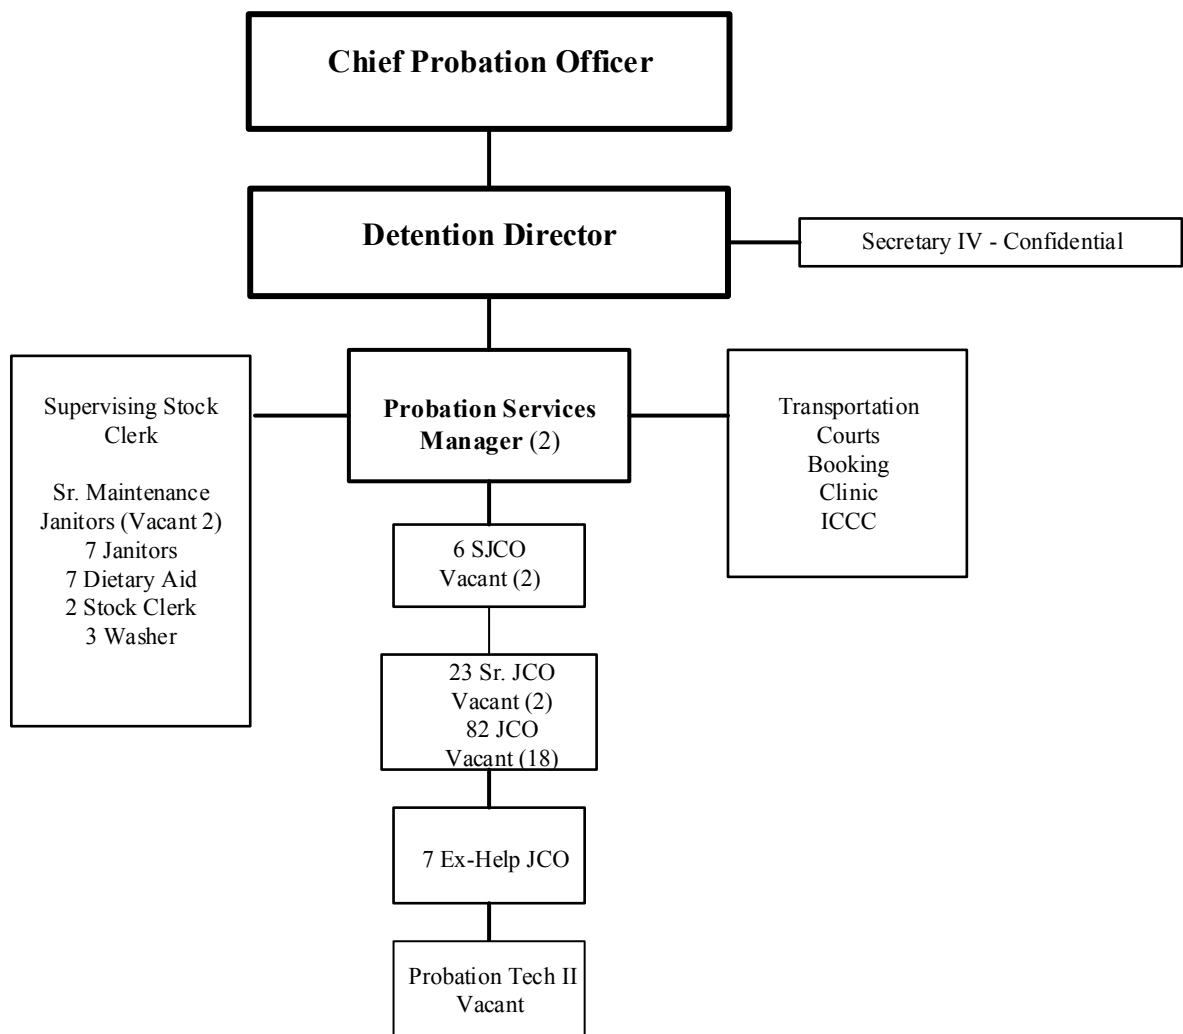 Chief Probation Officer
Detention Director
Secretary IV - Confidential
Supervising Stock
Clerk
Sr. Maintenance
Janitors (Vacant 2)
7 Janitors
7 Dietary Aid
2 Stock Clerk
3 Washer
Probation Services
Manager (2)
Transportation
Courts
Booking
Clinic
ICCC
6 SJCO
Vacant (2)
23 Sr. JCO
Vacant (2)
82 JCO
Vacant (18)
7 Ex-Help JCO
Probation Tech II
Vacant